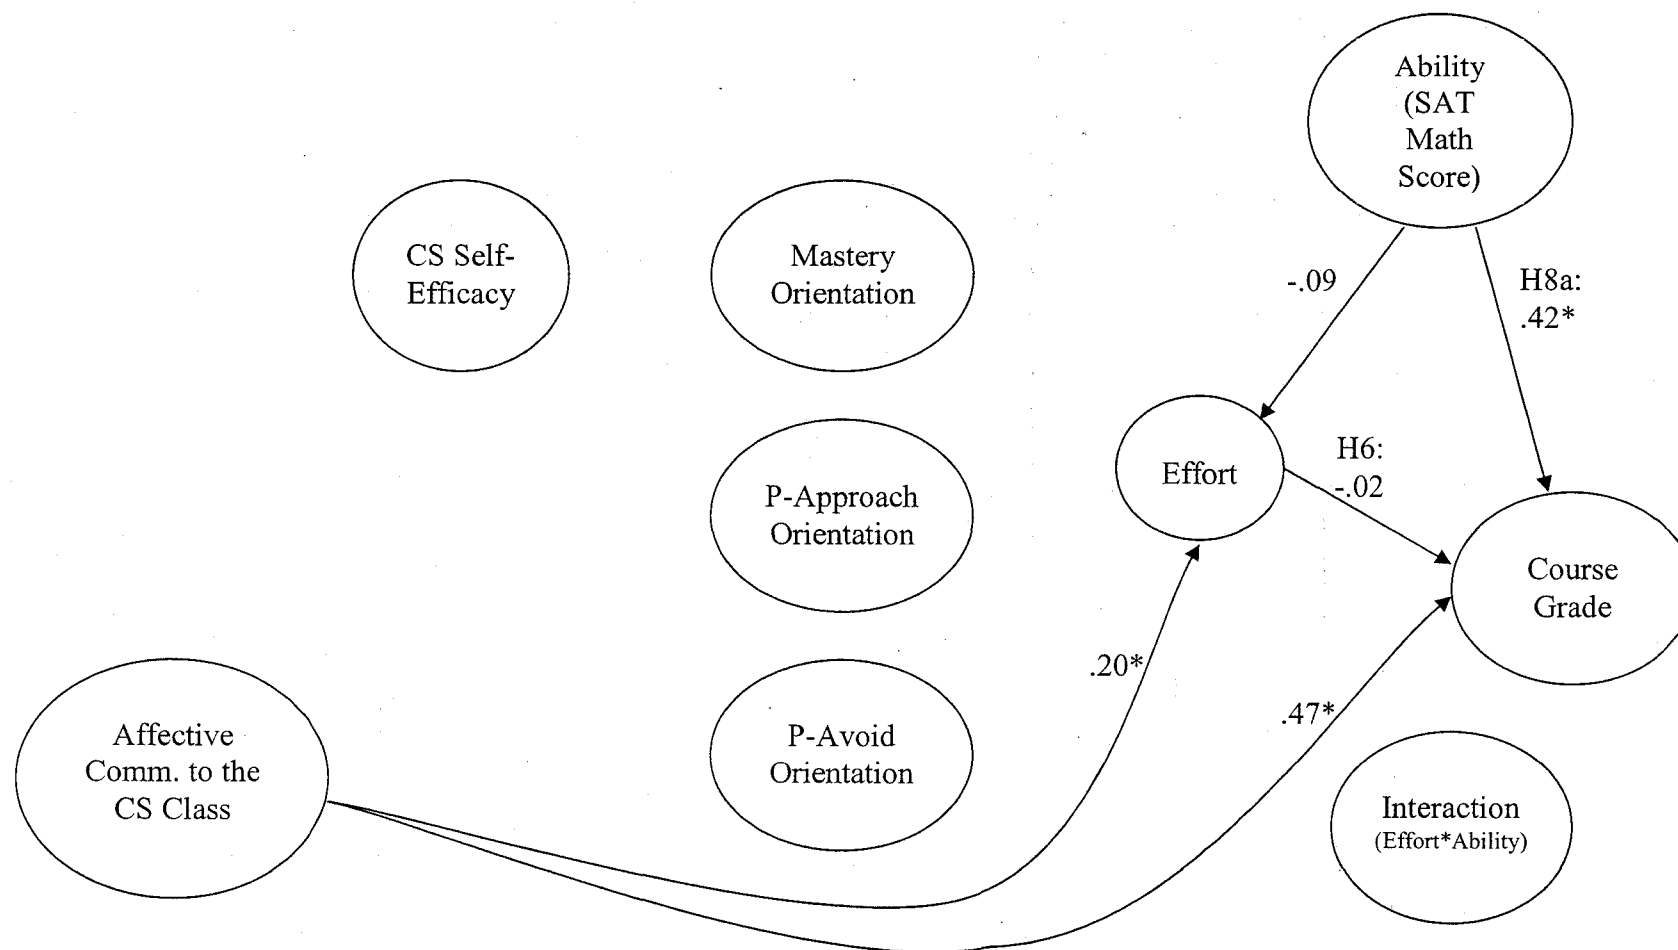 Ability
(SAT
Math
Score)
CS Self-
Efficacy
Mastery
Orientation
-.09
H8a:
.42*
P-Approach
Orientation
Effort
H6:
-.02
Course
Grade
.20*
.47*
Affective
Comm. to the
CS Class
P-Avoid
Orientation
Interaction
(Effort*Ability)